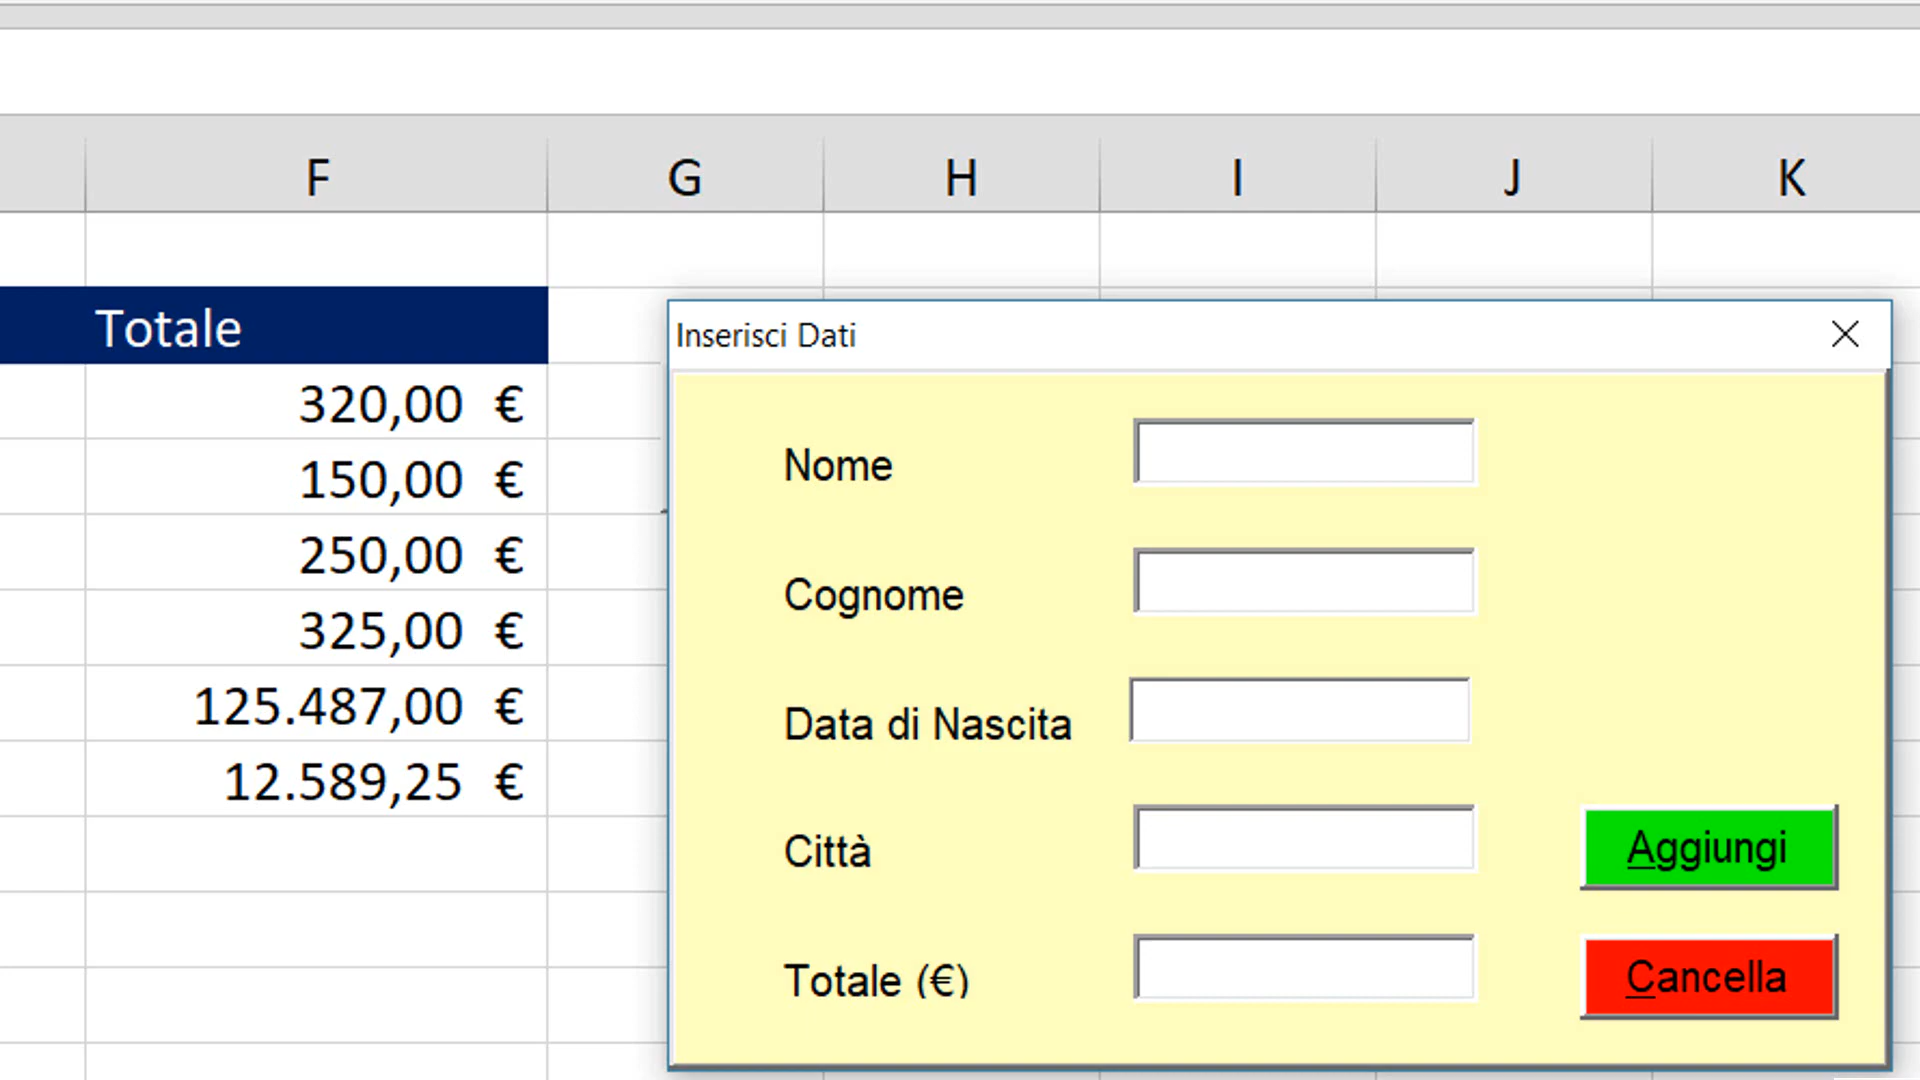 F G H I J K
Totale
320,00 €
150,00 €
250,00 €
325,00 €
125.487,00 €
12.589,25 €
Inserisci Dati
Nome
Cognome
Data di Nascita
Città
Aggiungi
Totale (€)
Cancella